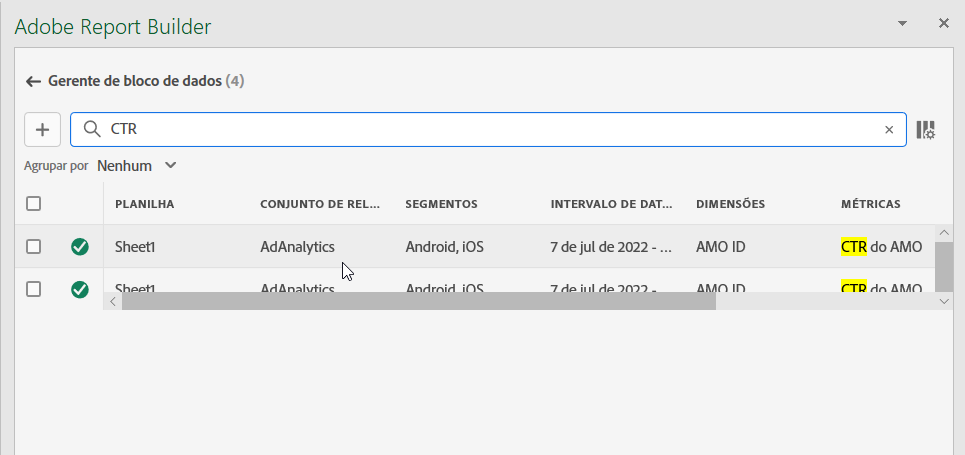 Adobe Report Builder
Gerente de bloco de dados (4)
CTR
Agrupar por Nenhum
PLANILHA CONJUNTO DE REL... SEGMENTOS INTERVALO DE DAT... DIMENSÕES MÉTRICAS
Sheet1 AdAnalytics Android, iOS 7 de jul de 2022 - ... AMO ID CTR do AMO
Sheet1 AdAnalytics Android, iOS 7 de jul de 2022 - AMO ID CTR do AMO